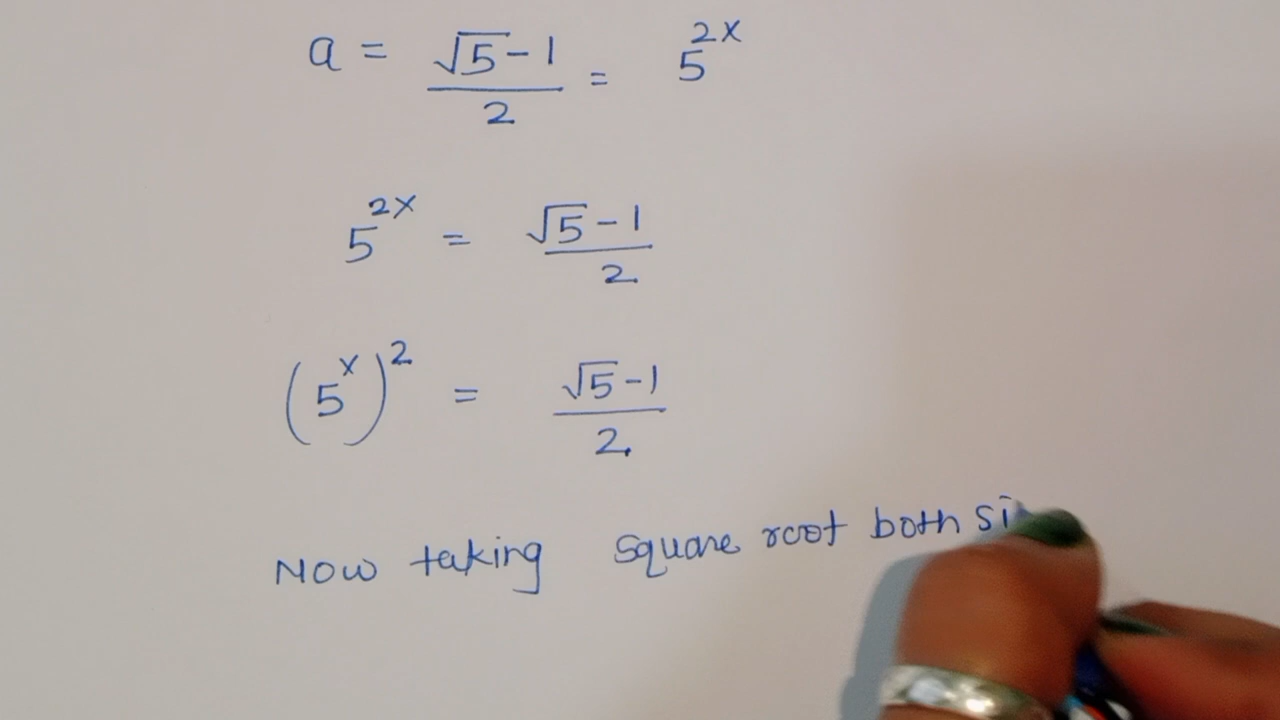 a = √5-1/2 = 5^2x
5^2x = √5-1/2
(5^x)^2 = √5-1/2.
Now taking square root both si